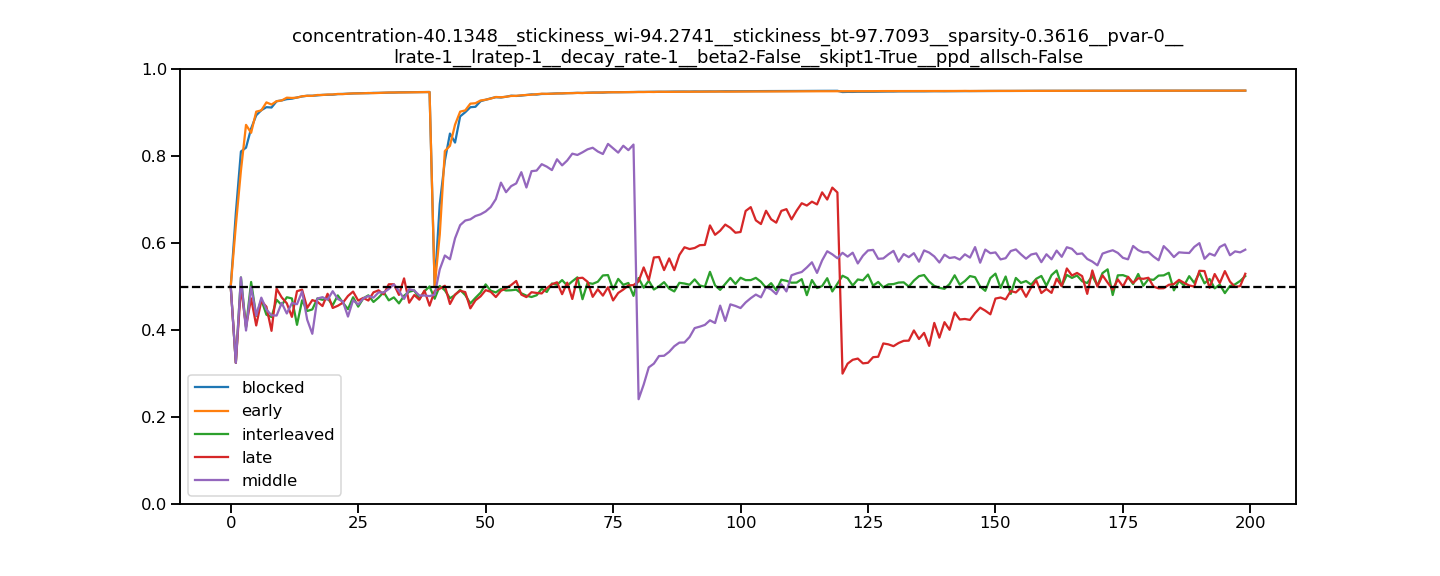 concentration-40.1348__stickiness_wi-94.2741__stickiness_bt-97.7093__sparsity-0.3616__pvar-0__
lrate-1__lratep-1__decay_rate-1__beta2-False__skipt1-True__ppd_allsch-False
1.0
0.8
0.6
0.4
0.2
0.0
blocked
early
interleaved
late
middle
0 25 50 75 100 125 150 175 200